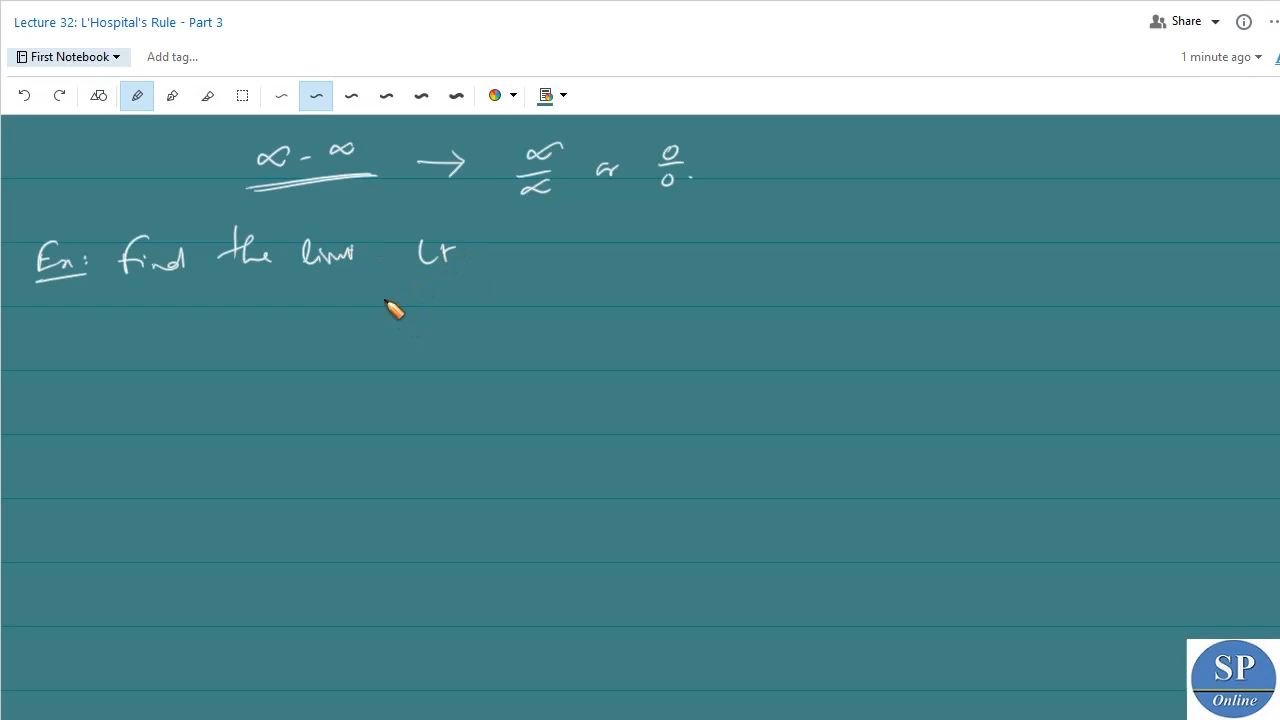 Lecture 32: L'Hospital's Rule - Part 3
Share
First Notebook Add tag...
1 minute ago
∞ - ∞ → ∞/∞ or 0/0.
Ex: Find the limit Lt
SP
Online